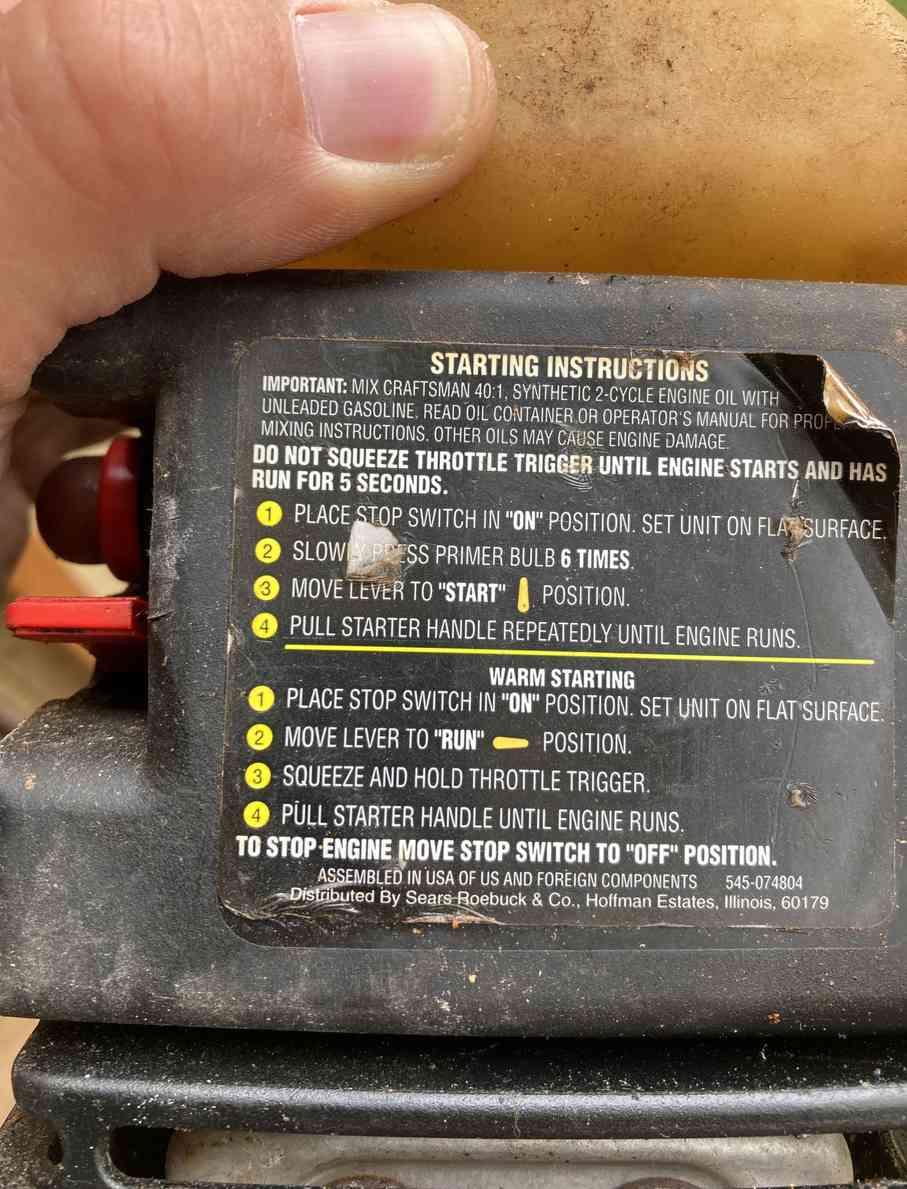 STARTING INSTRUCTIONS
IMPORTANT: MIX CRAFTSMAN 40:1, SYNTHETIC 2-CYCLE ENGINE OIL WITH
UNLEADED GASOLINE. READ OIL CONTAINER OR OPERATOR'S MANUAL FOR
MIXING INSTRUCTIONS. OTHER OILS MAY CAUSE ENGINE DAMAGE.
DO NOT SQUEEZE THROTTLE TRIGGER UNTIL ENGINE STARTS AND HAS
RUN FOR 5 SECONDS.
1 PLACE STOP SWITCH IN "ON" POSITION. SET UNIT ON FLAT SURFACE.
2 SLOWLY PRESS PRIMER BULB 6 TIMES.
3 MOVE LEVER TO "START" POSITION.
4 PULL STARTER HANDLE REPEATEDLY UNTIL ENGINE RUNS.
WARM STARTING
1 PLACE STOP SWITCH IN "ON" POSITION. SET UNIT ON FLAT SURFACE.
2 MOVE LEVER TO "RUN" POSITION.
3 SQUEEZE AND HOLD THROTTLE TRIGGER.
4 PULL STARTER HANDLE UNTIL ENGINE RUNS.
TO STOP ENGINE MOVE STOP SWITCH TO "OFF" POSITION.
ASSEMBLED IN USA OF US AND FOREIGN COMPONENTS 545-074804
Distributed By Sears Roebuck & Co., Hoffman Estates, Illinois, 60179